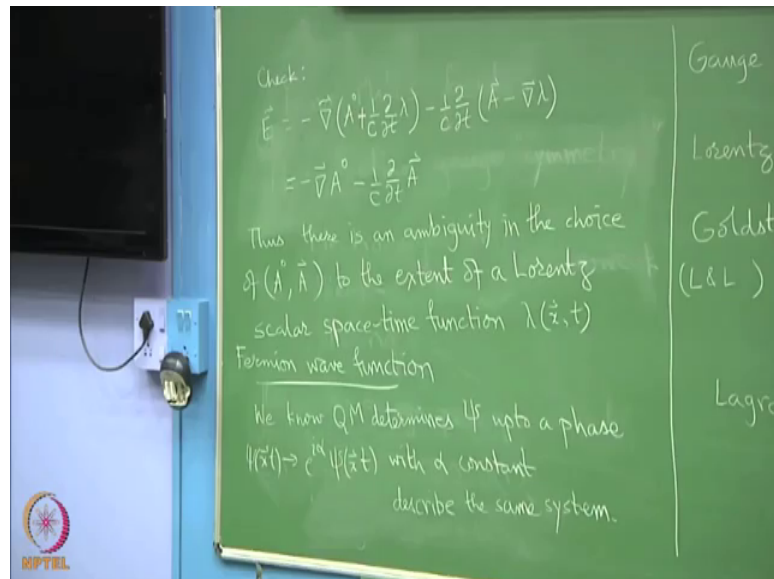 Check:
E⃗ = -∇⃗(A⁰ + 1/c ∂/∂t λ) - 1/c ∂/∂t (A⃗ - ∇⃗λ)
= -∇⃗A⁰ - 1/c ∂/∂t A⃗
Thus there is an ambiguity in the choice
of (A⁰, A⃗) to the extent of a Lorentz
scalar space-time function λ(x⃗, t)
Fermion wave function
We know QM determines ψ upto a phase
ψ(x⃗,t) → e^{iα} ψ(x⃗,t) with α constant
describe the same system.
Gauge
Lorentz
Goldst
(L&L)
Lagra
NPTEL